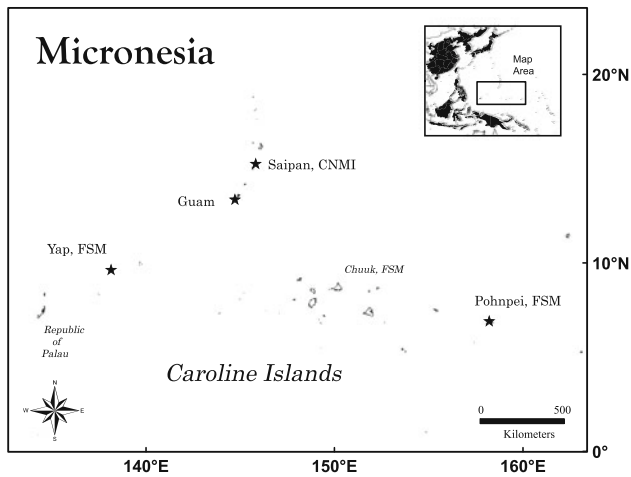 Micronesia
Map
Area
20°N
Saipan, CNMI
Guam
Yap, FSM
Chuuk, FSM
10°N
Pohnpei, FSM
Republic
of
Palau
Caroline Islands
N
W
E
S
0
500
Kilometers
0°
140°E
150°E
160°E